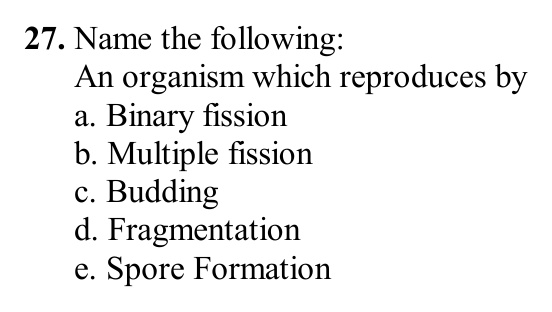 27. Name the following:
An organism which reproduces by
a. Binary fission
b. Multiple fission
c. Budding
d. Fragmentation
e. Spore Formation